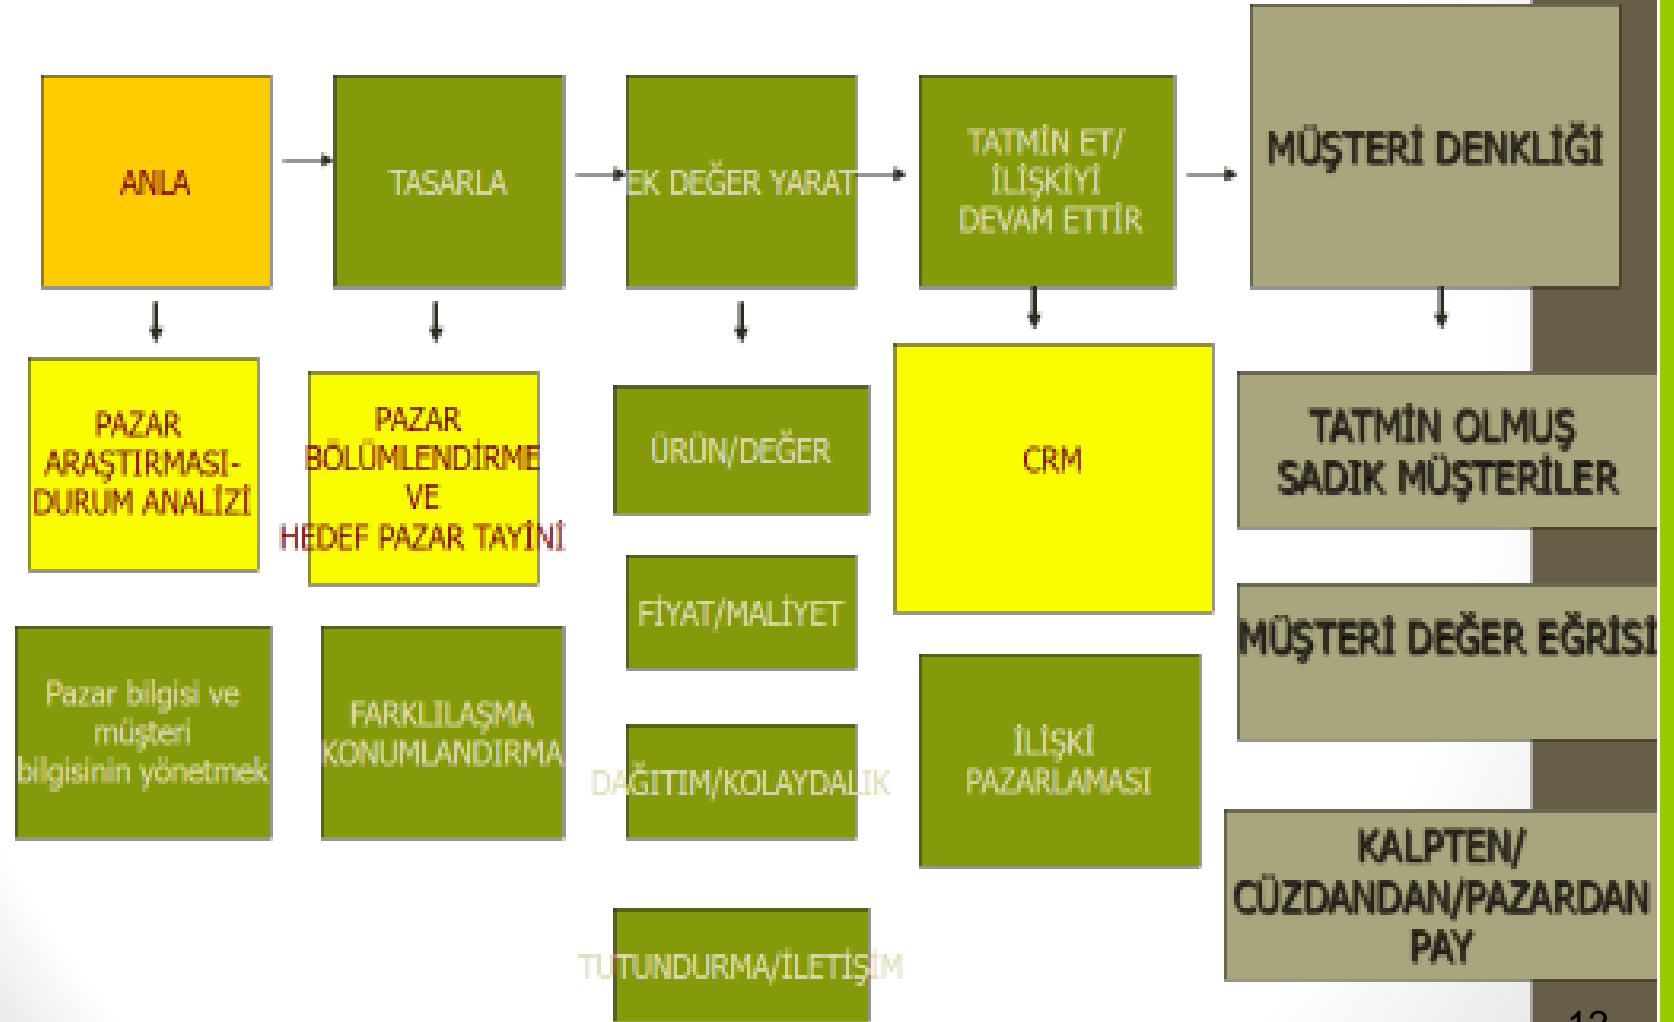 ANLA
TASARLA
EK DEĞER YARAT
TATMİN ET/
İLİŞKİYİ
DEVAM ETTİR
MÜŞTERİ DENKLİĞİ
PAZAR
ARAŞTIRMASI-
DURUM ANALİZİ
PAZAR
BÖLÜMLENDİRME
VE
HEDEF PAZAR TAYİNİ
ÜRÜN/DEĞER
CRM
TATMİN OLMUŞ
SADIK MÜŞTERİLER
Pazar bilgisi ve
müşteri
bilgisinin yönetmek
FARKLILAŞMA
KONUMLANDIRMA
FİYAT/MALİYET
DAĞITIM/KOLAYDALIK
TUTUNDURMA/İLETİŞİM
İLİŞKİ
PAZARLAMASI
MÜŞTERİ DEĞER EĞRİSİ
KALPTEN/
CÜZDANDAN/PAZARDAN
PAY
12